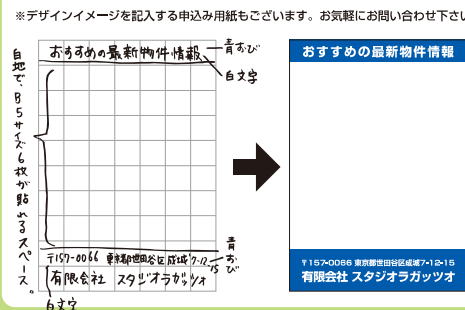 ※デザインイメージを記入する申込み用紙もございます。お気軽にお問い合わせ下さい
おすすめの最新物件情報
青おび
白文字
白地で、B5サイズ6枚が貼れるスペース。
〒157-0066 東京都世田谷区成城7-12-15
有限会社 スタジオラガッツォ
青おび
白文字
おすすめの最新物件情報
〒157-0066 東京都世田谷区成城7-12-15
有限会社 スタジオラガッツオ